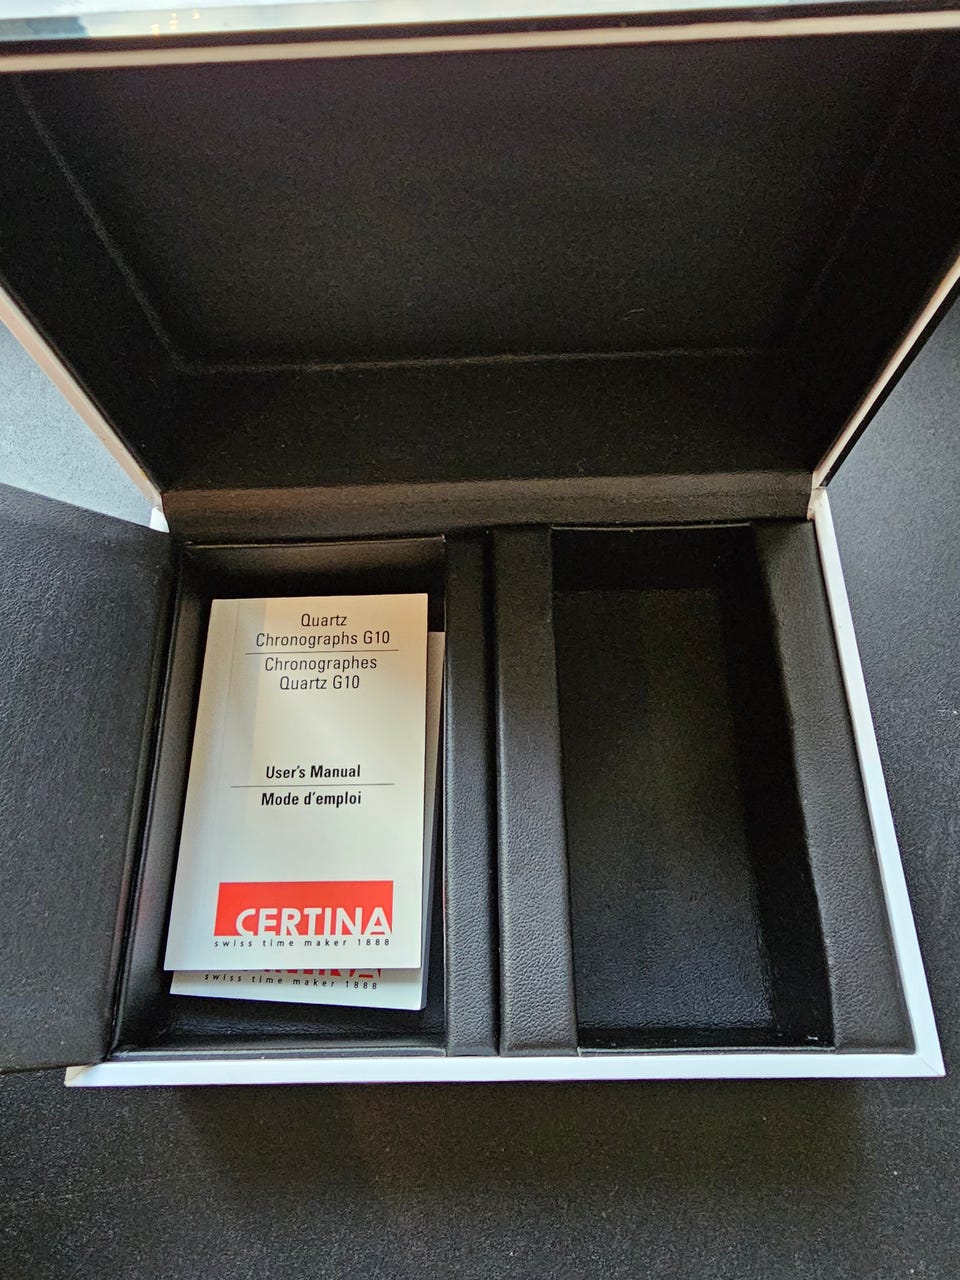 Quartz
Chronographs G10
Chronographes
Quartz G10
User's Manual
Mode d'emploi
CERTINA
swiss time maker 1888
swiss time maker 1888